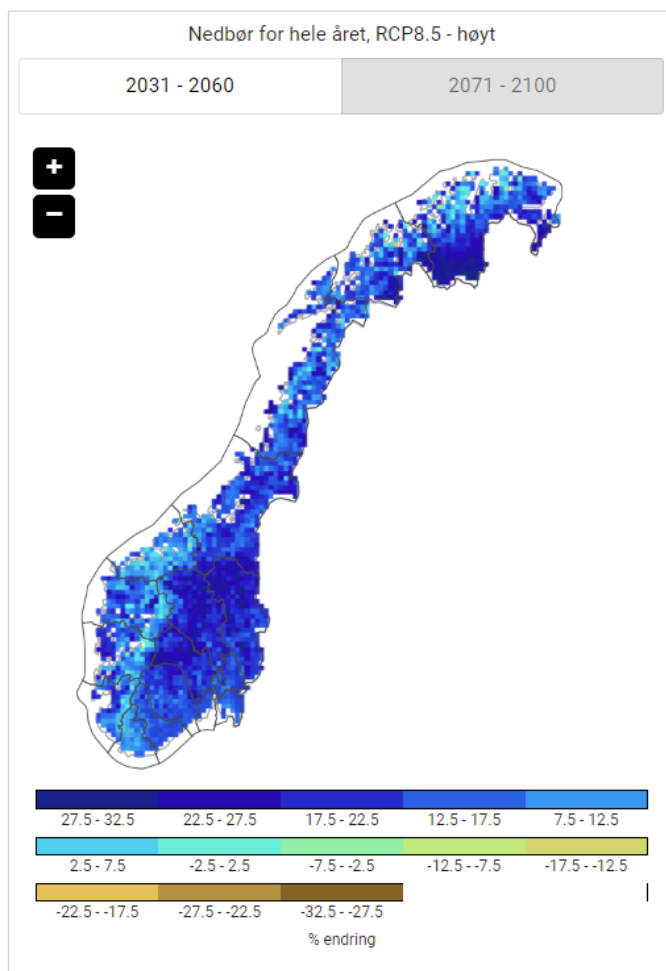 Nedbør for hele året, RCP8.5 - høyt
2031 - 2060 2071 - 2100
+
−
27.5 - 32.5 22.5 - 27.5 17.5 - 22.5 12.5 - 17.5 7.5 - 12.5
2.5 - 7.5 -2.5 - 2.5 -7.5 - -2.5 -12.5 - -7.5 -17.5 - -12.5
-22.5 - -17.5 -27.5 - -22.5 -32.5 - -27.5
% endring